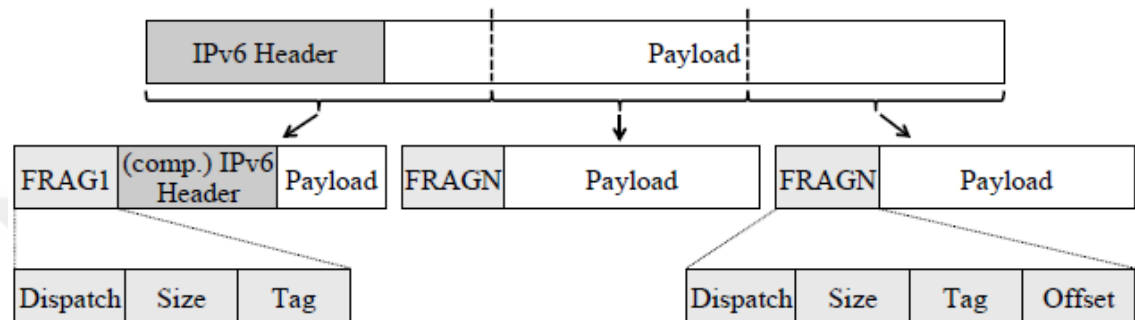 IPv6 Header Payload
FRAG1 (comp.) IPv6 Header Payload FRAGN Payload FRAGN Payload
Dispatch Size Tag Dispatch Size Tag Offset